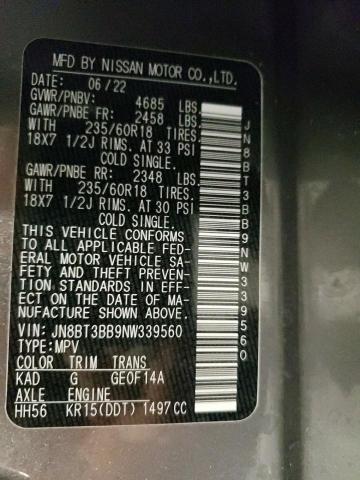 MFD BY NISSAN MOTOR CO.,LTD.
DATE: 06/22
GVWR/PNBV: 4685 LBS.
GAWR/PNBE FR: 2458 LBS.
WITH 235/60R18 TIRES.
18X7 1/2J RIMS. AT 33 PSI
COLD SINGLE.
GAWR/PNBE RR: 2348 LBS.
WITH 235/60R18 TIRES.
18X7 1/2J RIMS. AT 30 PSI
COLD SINGLE.
THIS VEHICLE CONFORMS
TO ALL APPLICABLE FED-
ERAL MOTOR VEHICLE SA-
FETY AND THEFT PREVEN-
TION STANDARDS IN EFF-
ECT ON THE DATE OF MA-
NUFACTURE SHOWN ABOVE.
VIN: JN8BT3BB9NW339560
TYPE:MPV
COLOR TRIM TRANS
KAD G GE0F14A
AXLE ENGINE
HH56 KR15(DDT) 1497CC
JN8BT3BB9NW339560